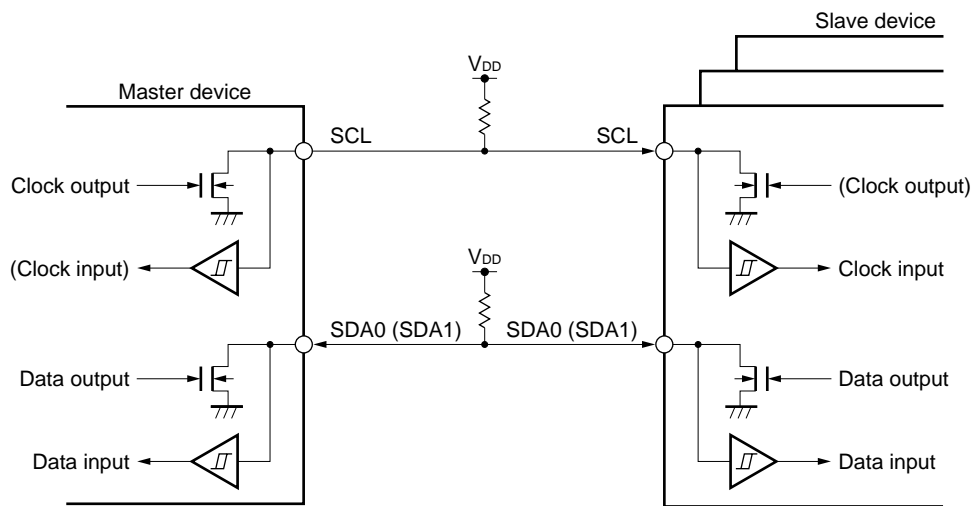 Slave device
VDD
Master device
SCL
SCL
Clock output
(Clock output)
(Clock input)
Clock input
VDD
SDA0 (SDA1)
SDA0 (SDA1)
Data output
Data output
Data input
Data input